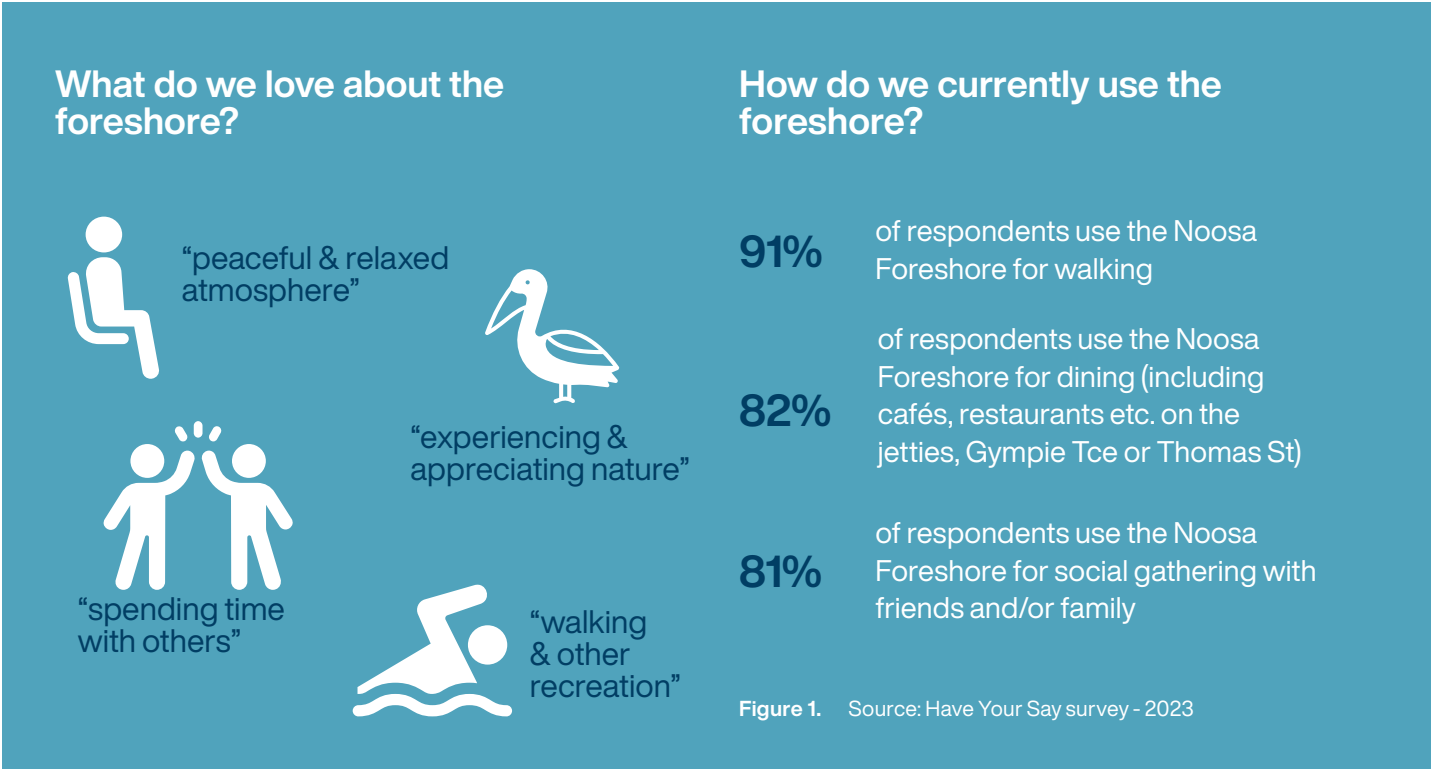 What do we love about the
foreshore?
“peaceful & relaxed
atmosphere”
“experiencing &
appreciating nature”
“spending time
with others”
“walking
& other
recreation”
How do we currently use the
foreshore?
91%
of respondents use the Noosa
Foreshore for walking
82%
of respondents use the Noosa
Foreshore for dining (including
cafés, restaurants etc. on the
jetties, Gympie Tce or Thomas St)
81%
of respondents use the Noosa
Foreshore for social gathering with
friends and/or family
Figure 1. Source: Have Your Say survey - 2023